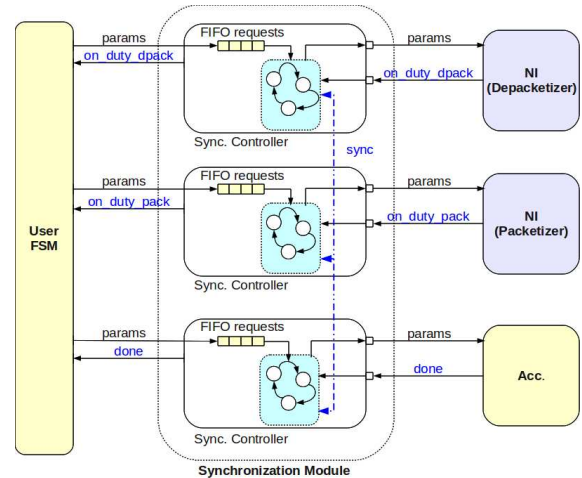 params
FIFO requests
params
on_duty_dpack
on_duty_dpack
NI
(Depacketizer)
Sync. Controller
sync
params
FIFO requests
params
on_duty_pack
on_duty_pack
NI
(Packetizer)
User
FSM
Sync. Controller
params
FIFO requests
params
done
done
Acc.
Sync. Controller
Synchronization Module